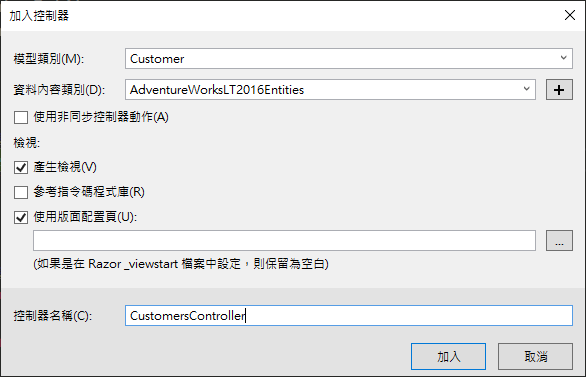 加入控制器
模型類別(M): Customer
資料內容類別(D): AdventureWorksLT2016Entities
使用非同步控制器動作(A)
檢視:
產生檢視(V)
參考指令碼程式庫(R)
使用版面配置頁(U):
...
(如果是在 Razor _viewstart 檔案中設定，則保留為空白)
控制器名稱(C): CustomersController
加入 取消